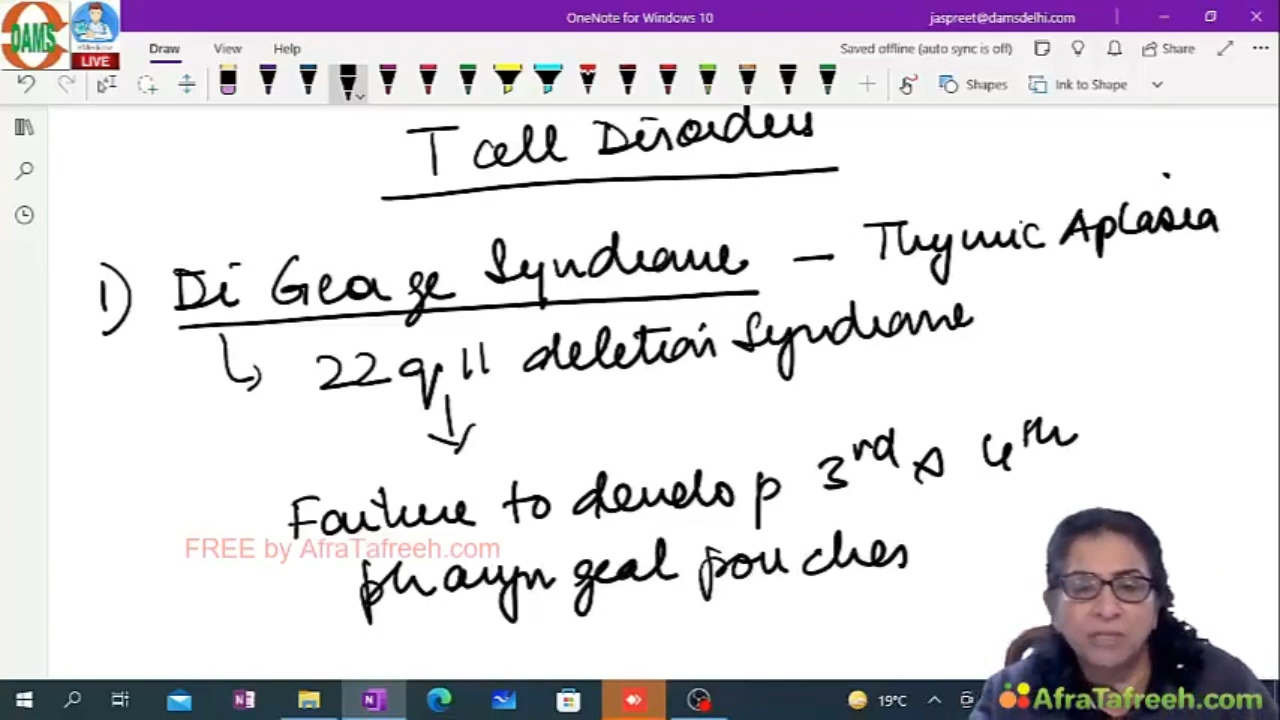 OneNote for Windows 10
jaspreet@damsdelhi.com
DAMS
eMedicoz
LIVE
Draw View Help
Saved offline (auto sync is off)
Share
Shapes
Ink to Shape
T cell Disorders
1) Di George Syndrome - Thymic Aplasia
22q11 deletion Syndrome
Failure to develop 3rd & 4th
FREE by AfraTafreeh.com
pharyngeal pouches
19°C
AfraTafreeh.com